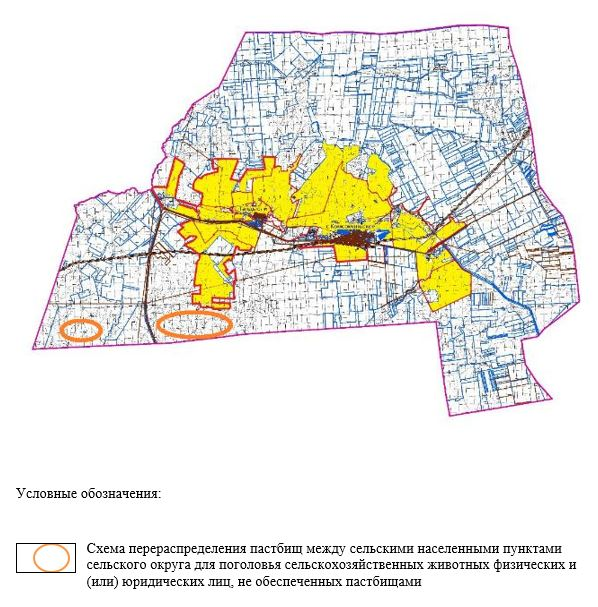 с. Комсомольское
Условные обозначения:
Схема перераспределения пастбищ между сельскими населенными пунктами
сельского округа для поголовья сельскохозяйственных животных физических и
(или) юридических лиц, не обеспеченных пастбищами